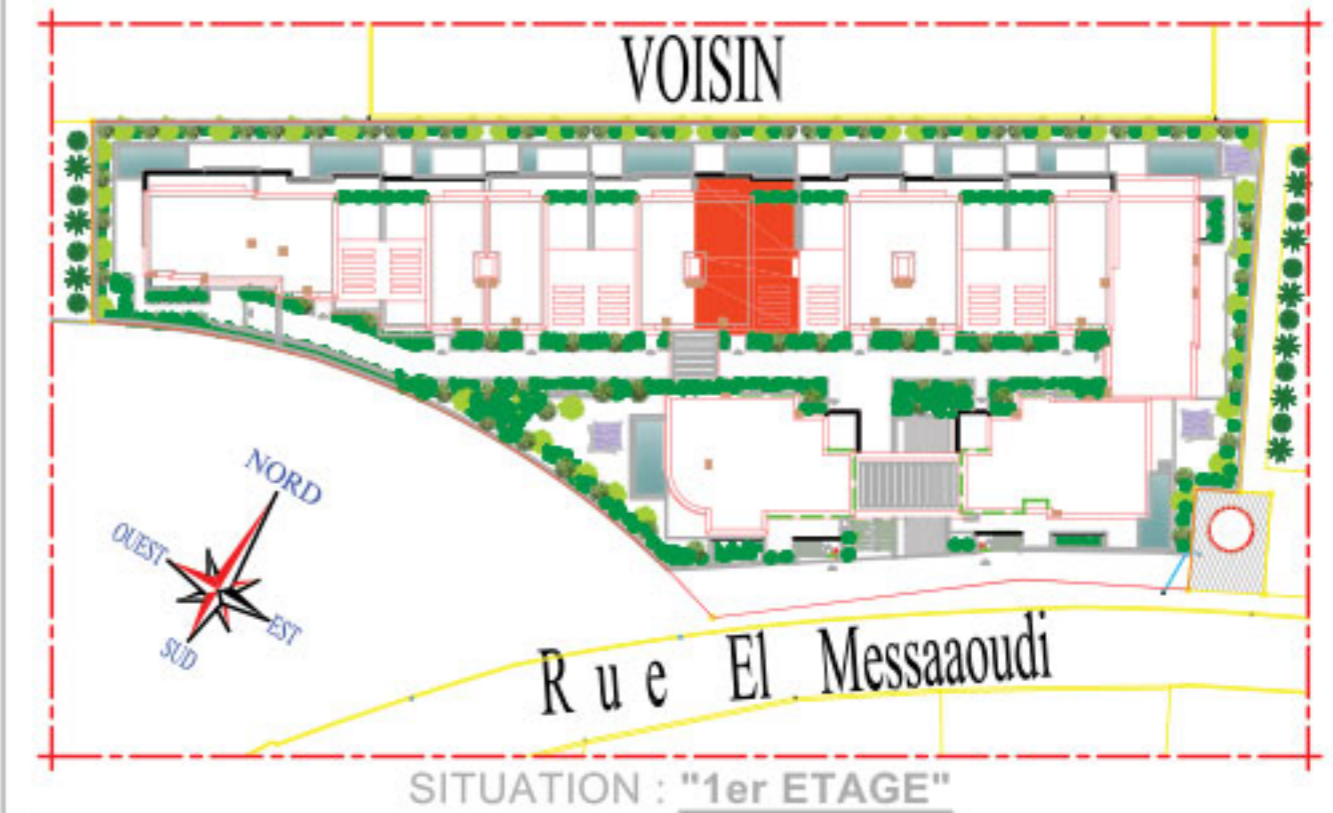 VOISIN
NORD
OUEST
EST
SUD
Rue El Messaaoudi
SITUATION : "1er ETAGE"